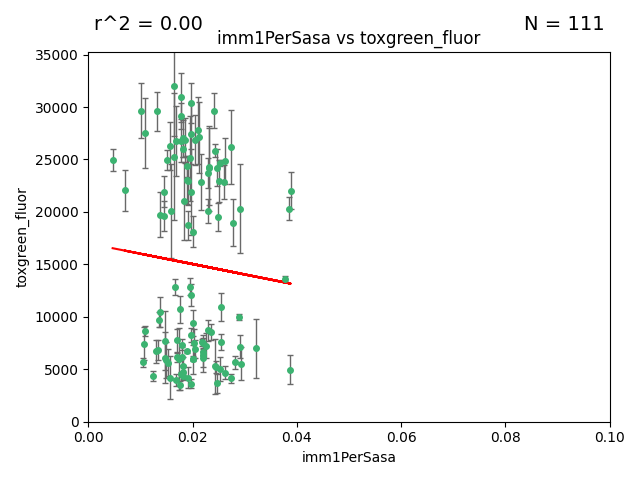 r^2 = 0.00
N = 111
imm1PerSasa vs toxgreen_fluor
35000
30000
25000
20000
15000
10000
5000
0
toxgreen_fluor
0.00
0.02
0.04
0.06
0.08
0.10
imm1PerSasa